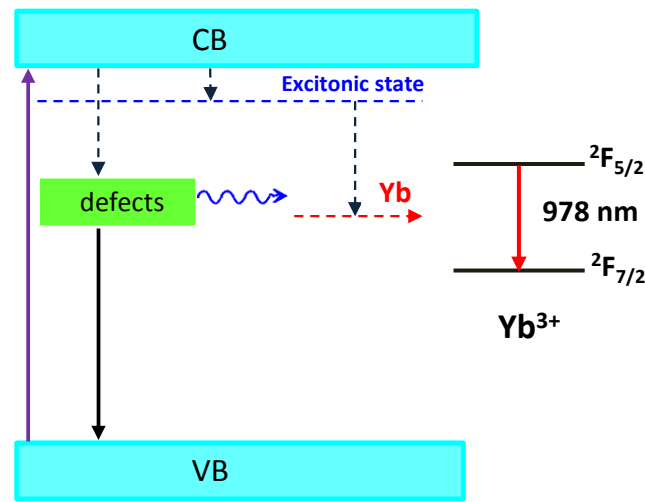 CB
Excitonic state
²F₅/₂
defects
Yb
978 nm
²F₇/₂
Yb³⁺
VB